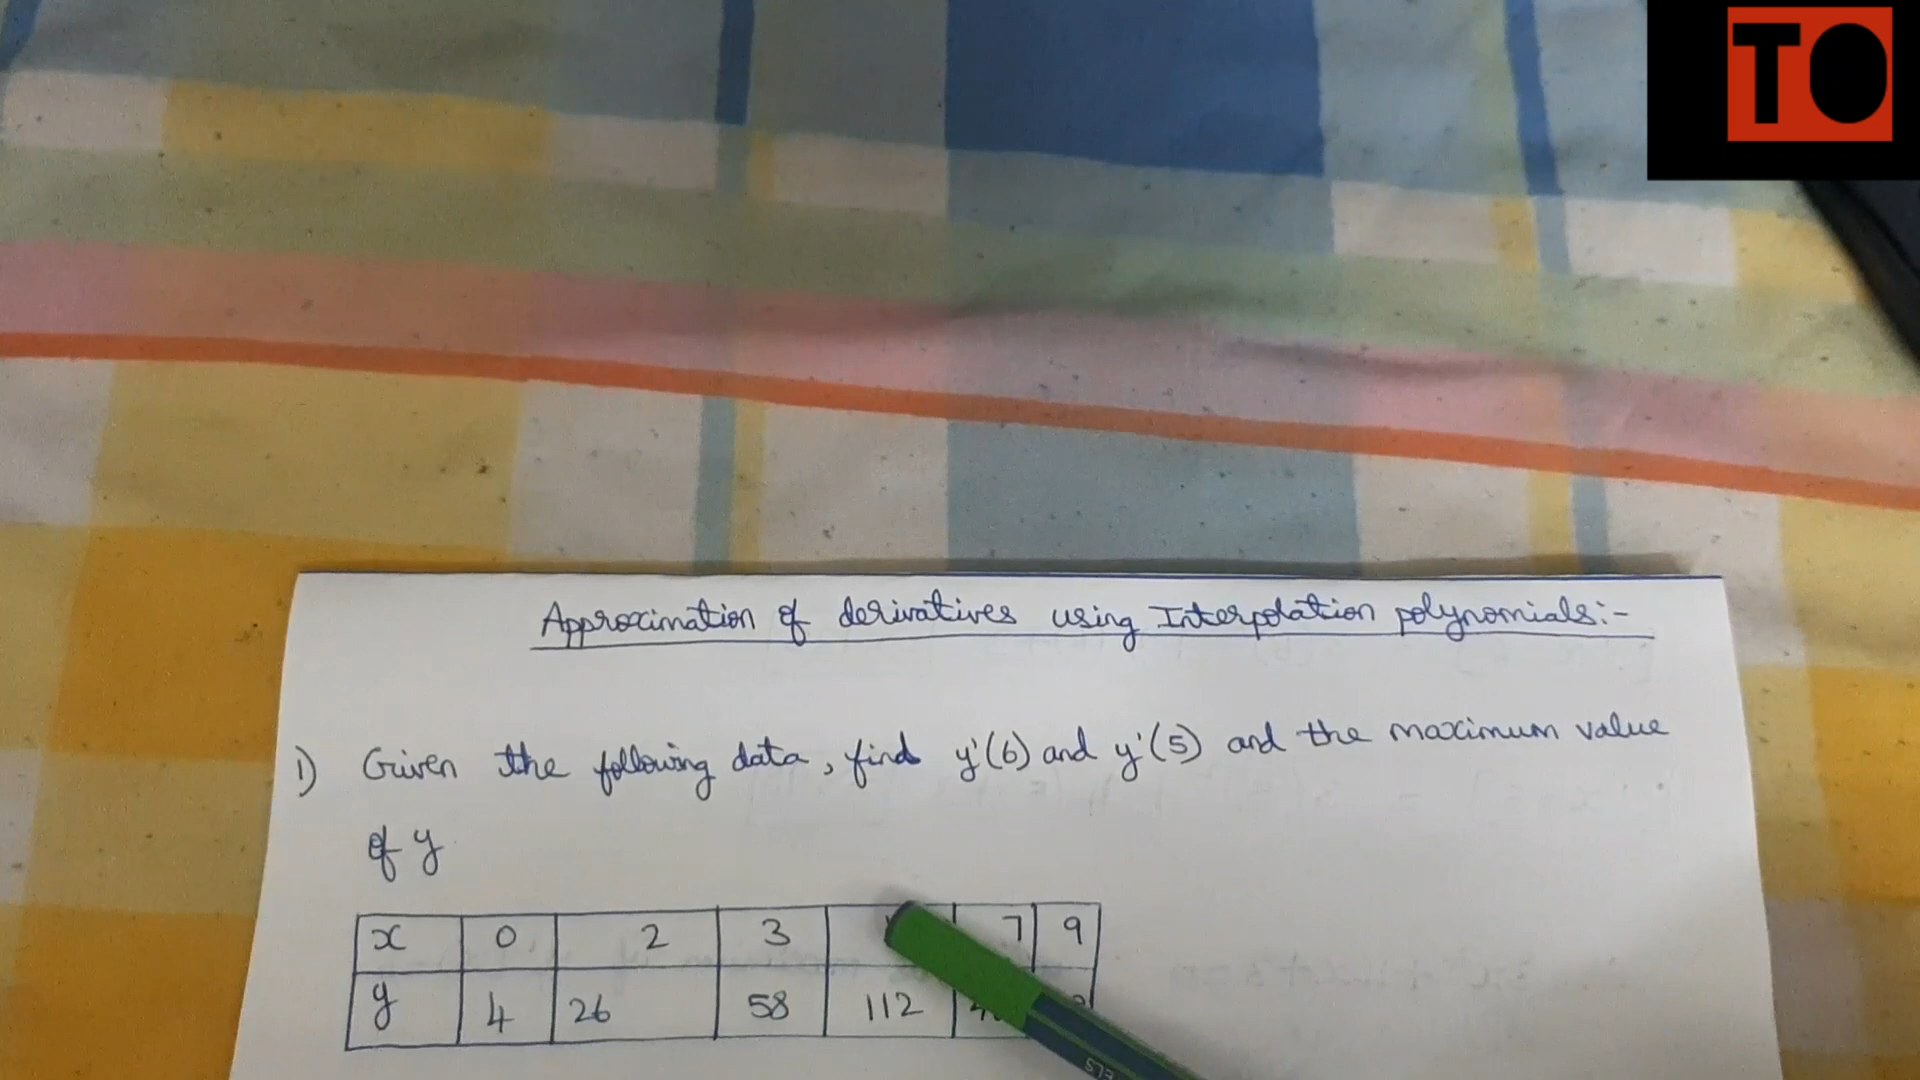 TO
Approximation of derivatives using Interpolation polynomials:-
1) Given the following data, find y'(6) and y'(5) and the maximum value
of y
x 0 2 3 7 9
y 4 26 58 112